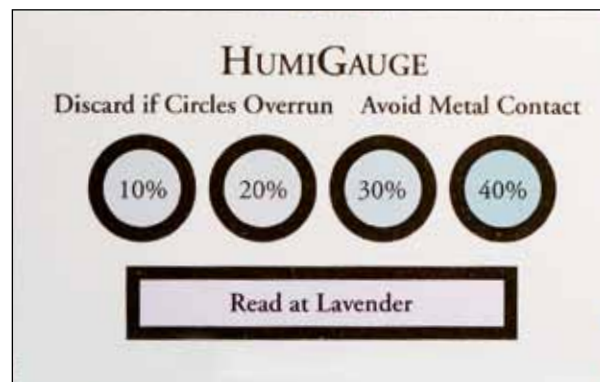 HUMIGAUGE
Discard if Circles Overrun Avoid Metal Contact
10% 20% 30% 40%
Read at Lavender